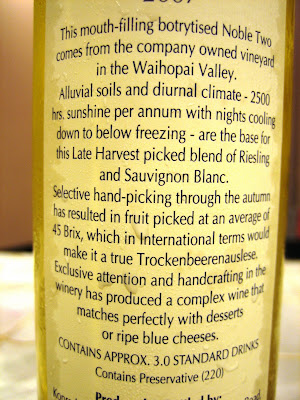 2007
This mouth-filling botrytised Noble Two
comes from the company owned vineyard
in the Waihopai Valley.
Alluvial soils and diurnal climate - 2500
hrs. sunshine per annum with nights cooling
down to below freezing - are the base for
this Late Harvest picked blend of Riesling
and Sauvignon Blanc.
Selective hand-picking through the autumn
has resulted in fruit picked at an average of
45 Brix, which in International terms would
make it a true Trockenbeerenauslese.
Exclusive attention and handcrafting in the
winery has produced a complex wine that
matches perfectly with desserts
or ripe blue cheeses.
CONTAINS APPROX. 3.0 STANDARD DRINKS
Contains Preservative (220)
by:
Road,